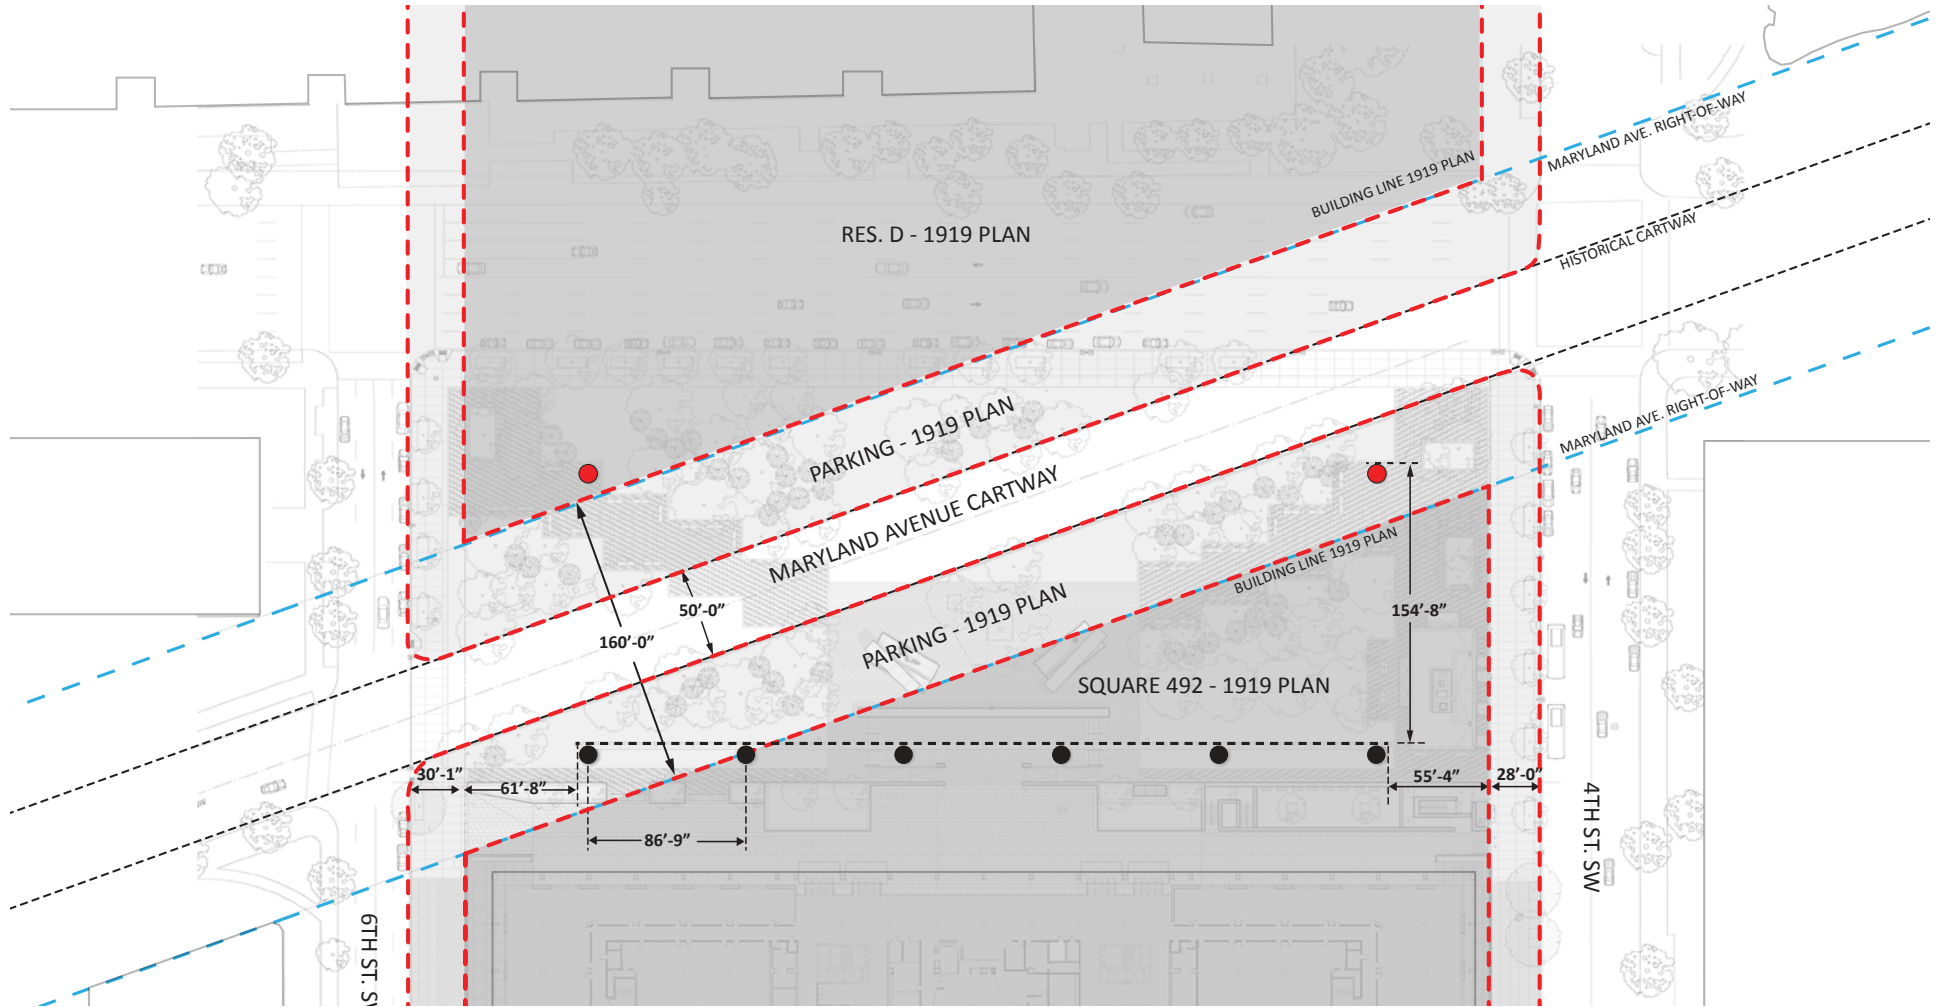 MARYLAND AVE. RIGHT-OF-WAY
BUILDING LINE 1919 PLAN
RES. D - 1919 PLAN
HISTORICAL CARTWAY
PARKING - 1919 PLAN
MARYLAND AVE. RIGHT-OF-WAY
MARYLAND AVENUE CARTWAY
BUILDING LINE 1919 PLAN
50’-0”
154’-8”
160’-0”
PARKING - 1919 PLAN
SQUARE 492 - 1919 PLAN
30’-1”
61’-8”
55’-4”
28’-0”
86’-9”
4TH ST. SW
6TH ST. SW